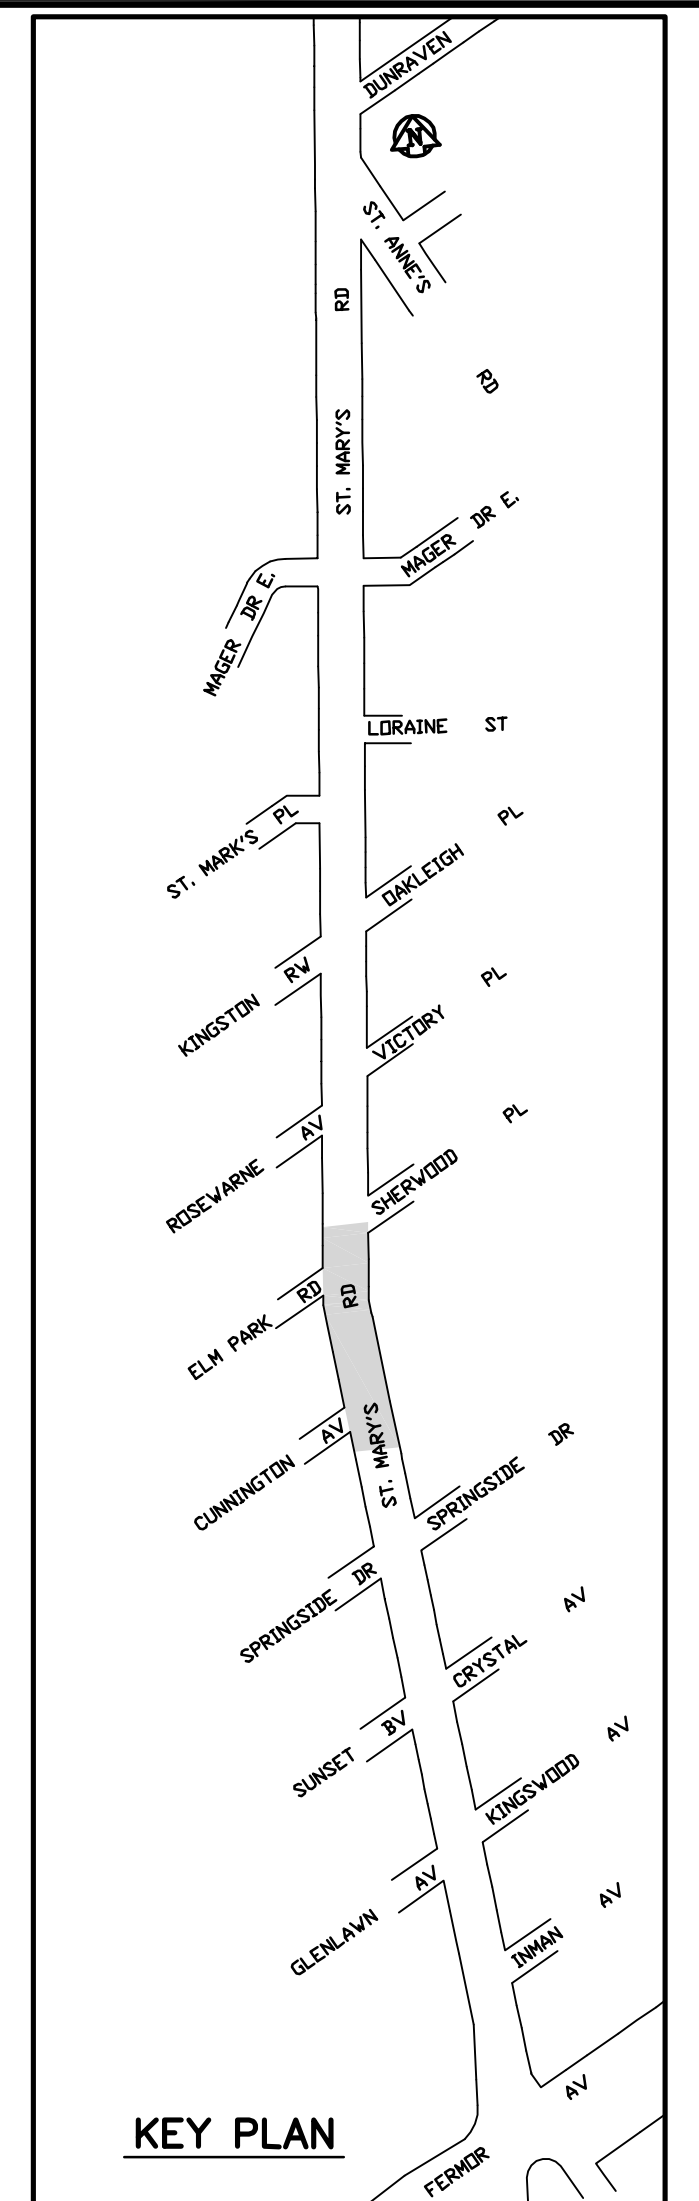 DUNRAVEN
N
ST. ANNE'S RD
ST. MARY'S RD
MAGER DR E.
MAGER DR E.
LORAINE ST
ST. MARK'S PL
OAKLEIGH PL
KINGSTON RW
VICTORY PL
ROSEWARNE AV
SHERWOOD PL
ELM PARK RD
ST. MARY'S RD
CUNNINGTON AV
SPRINGSIDE DR
SPRINGSIDE DR
CRYSTAL AV
SUNSET BV
KINGSWOOD AV
GLENLAWN AV
INMAN AV
FERMOR AV
KEY PLAN